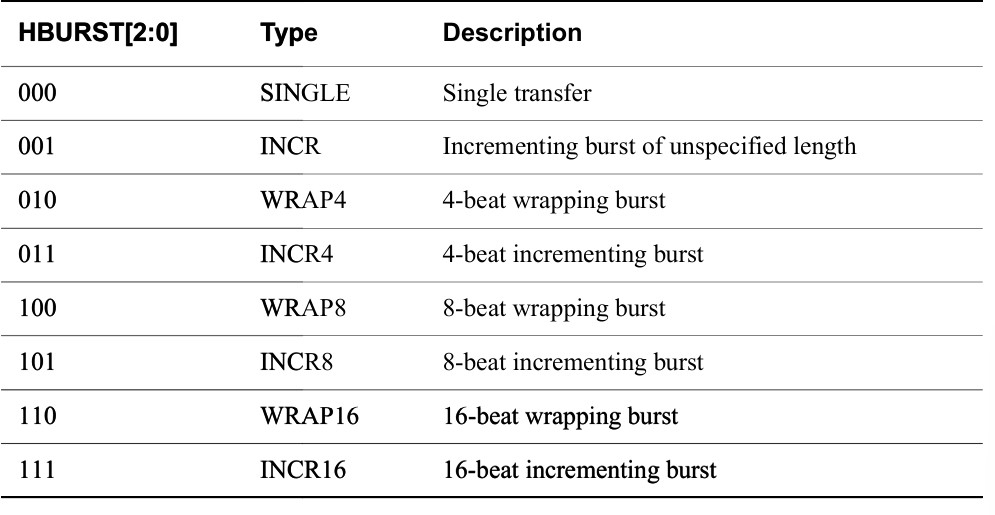 HBURST[2:0] Type Description
000 SINGLE Single transfer
001 INCR Incrementing burst of unspecified length
010 WRAP4 4-beat wrapping burst
011 INCR4 4-beat incrementing burst
100 WRAP8 8-beat wrapping burst
101 INCR8 8-beat incrementing burst
110 WRAP16 16-beat wrapping burst
111 INCR16 16-beat incrementing burst